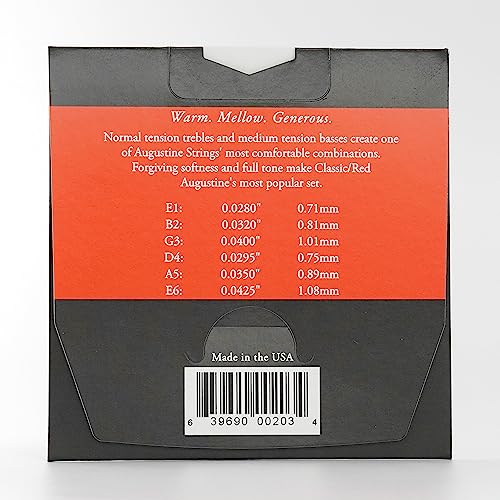 Warm. Mellow. Generous.
Normal tension trebles and medium tension basses create one
of Augustine Strings' most comfortable combinations.
Forgiving softness and full tone make Classic/Red
Augustine's most popular set.
E1: 0.0280" 0.71mm
B2: 0.0320" 0.81mm
G3: 0.0400" 1.01mm
D4: 0.0295" 0.75mm
A5: 0.0350" 0.89mm
E6: 0.0425" 1.08mm
Made in the USA
6 39690 00203 4